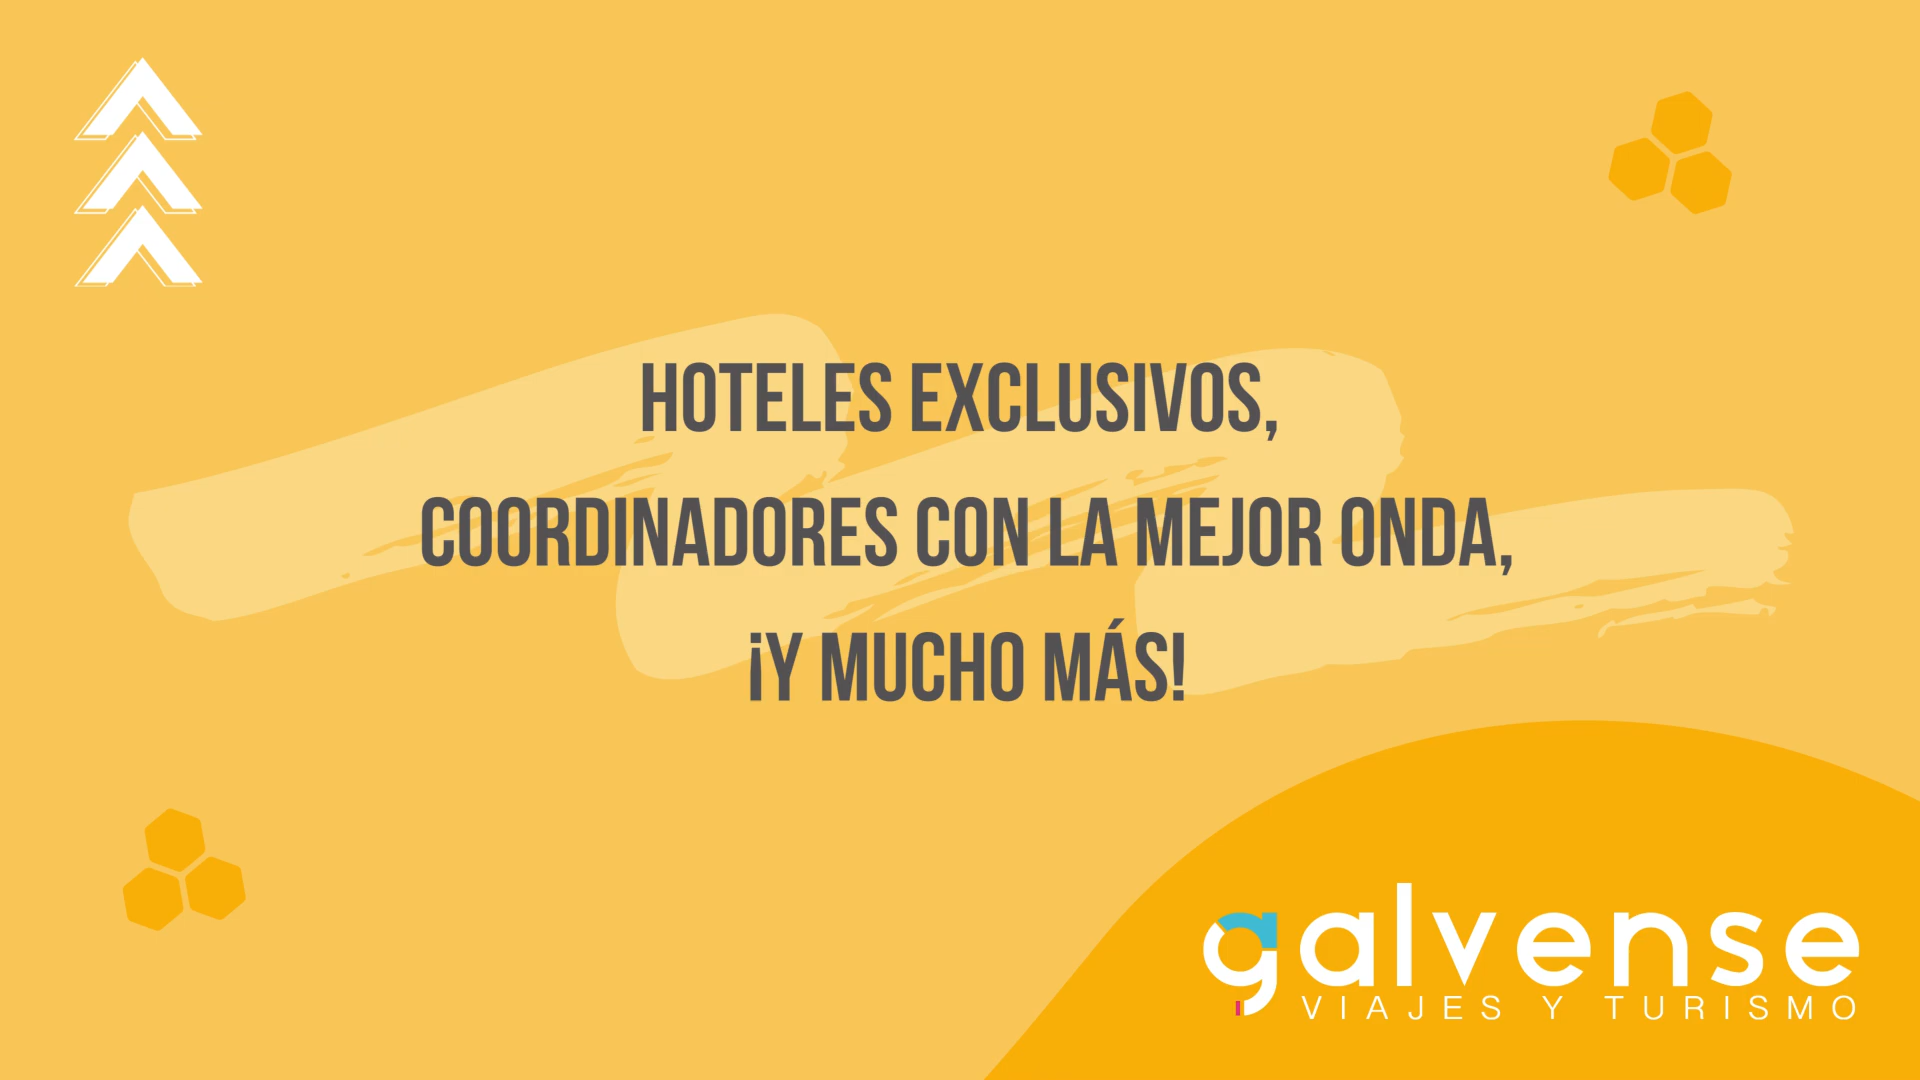 HOTELES EXCLUSIVOS,
COORDINADORES CON LA MEJOR ONDA,
¡Y MUCHO MÁS!
galvense
VIAJES Y TURISMO